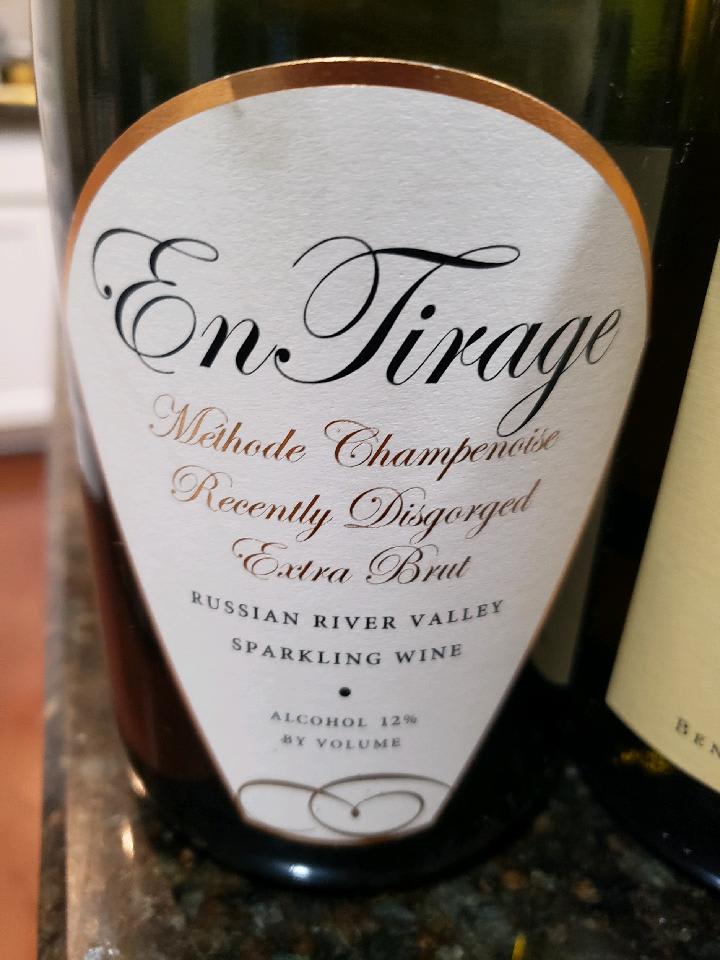 En Tirage
Méthode Champenoise
Recently Disgorged
Extra Brut
RUSSIAN RIVER VALLEY
SPARKLING WINE
ALCOHOL 12%
BY VOLUME